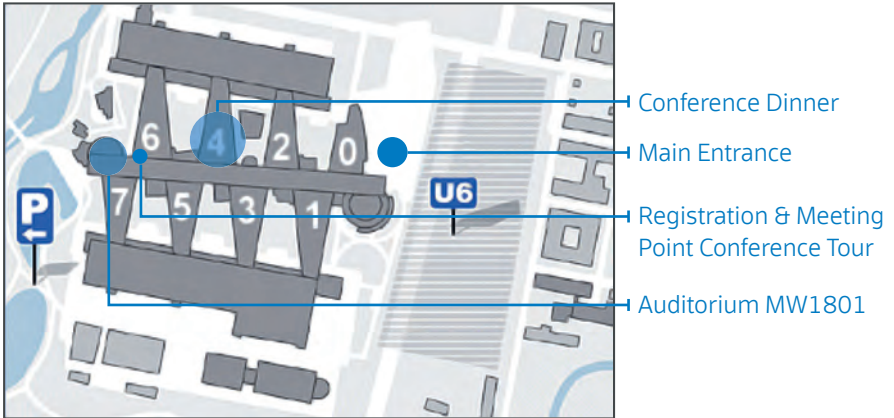 Conference Dinner
Main Entrance
Registration & Meeting
Point Conference Tour
Auditorium MW1801
6
4
2
0
7
5
3
1
P
U6